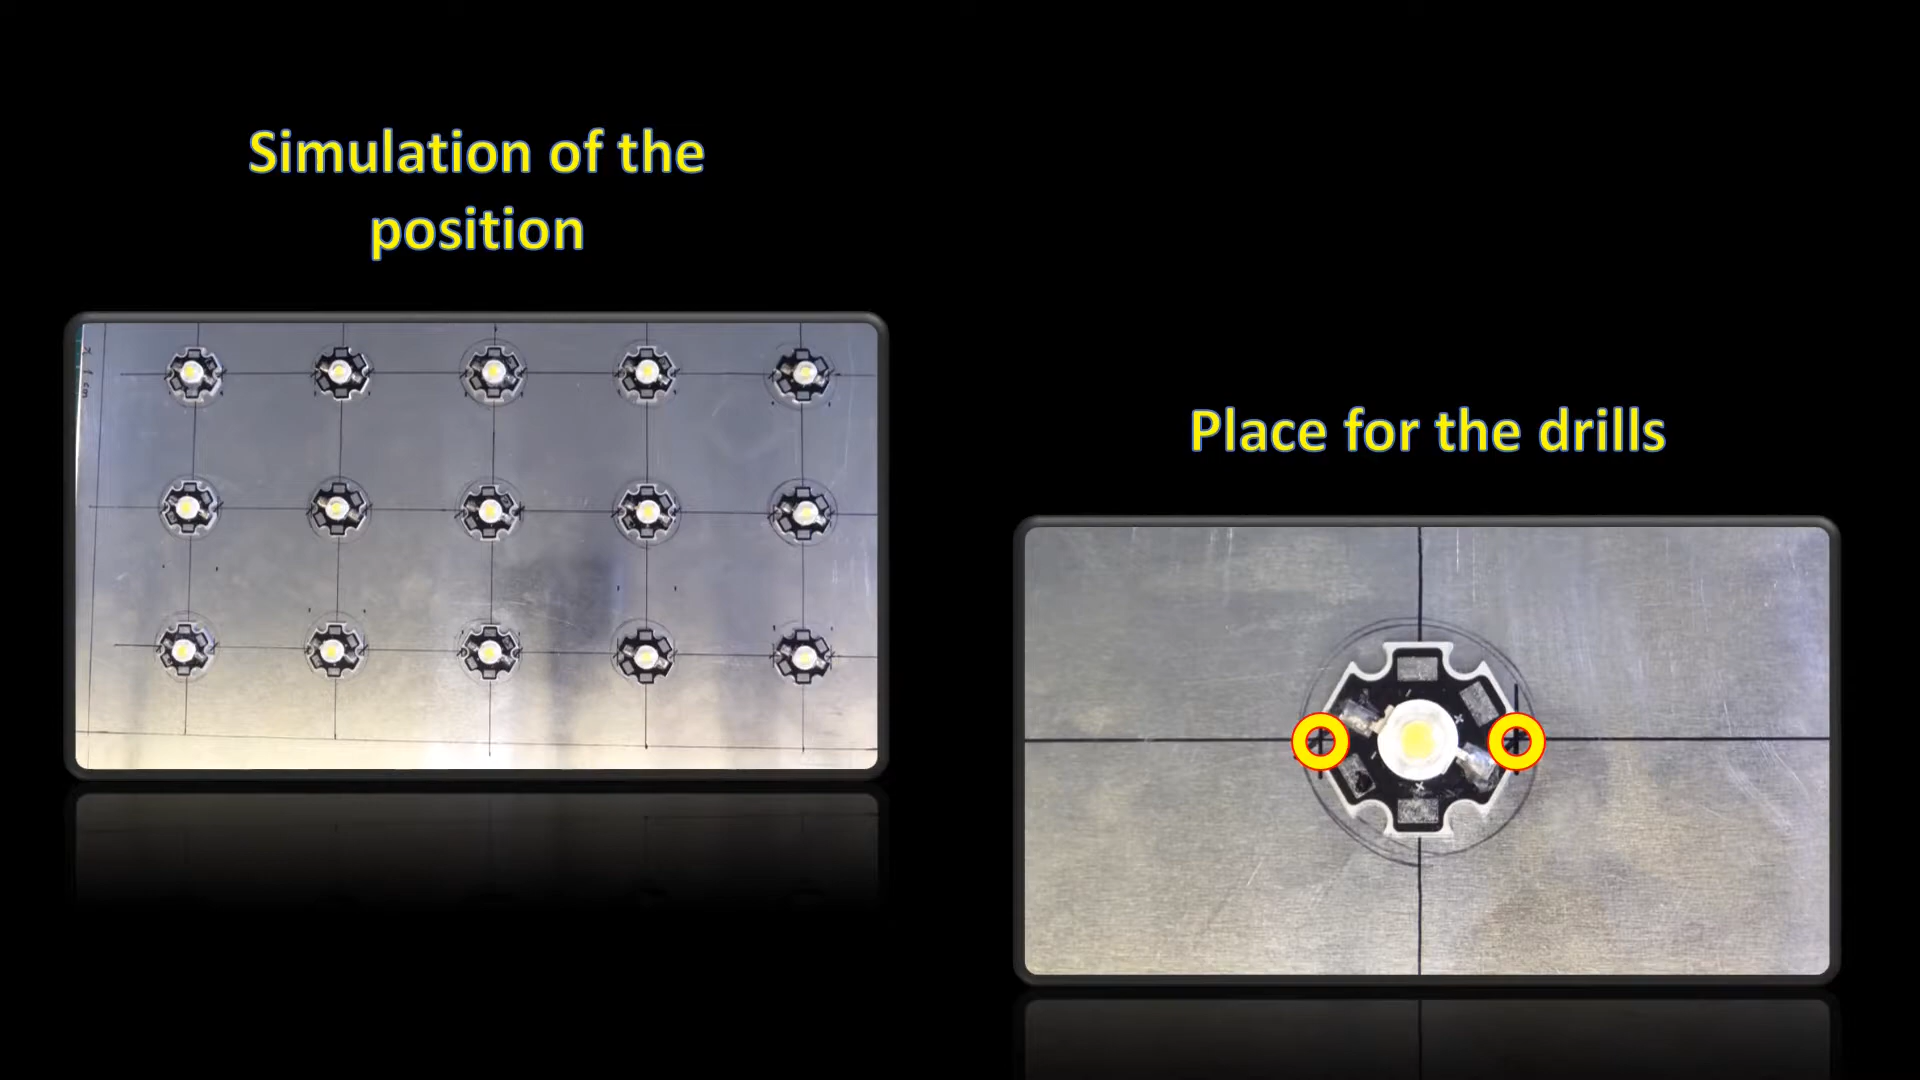 Simulation of the
position
Place for the drills